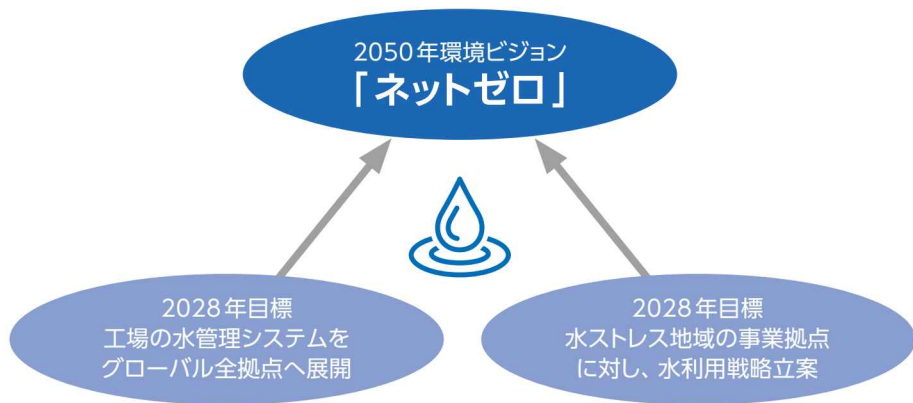 2050年環境ビジョン
「ネットゼロ」
2028年目標
工場の水管理システムを
グローバル全拠点へ展開
2028年目標
水ストレス地域の事業拠点
に対し、水利用戦略立案